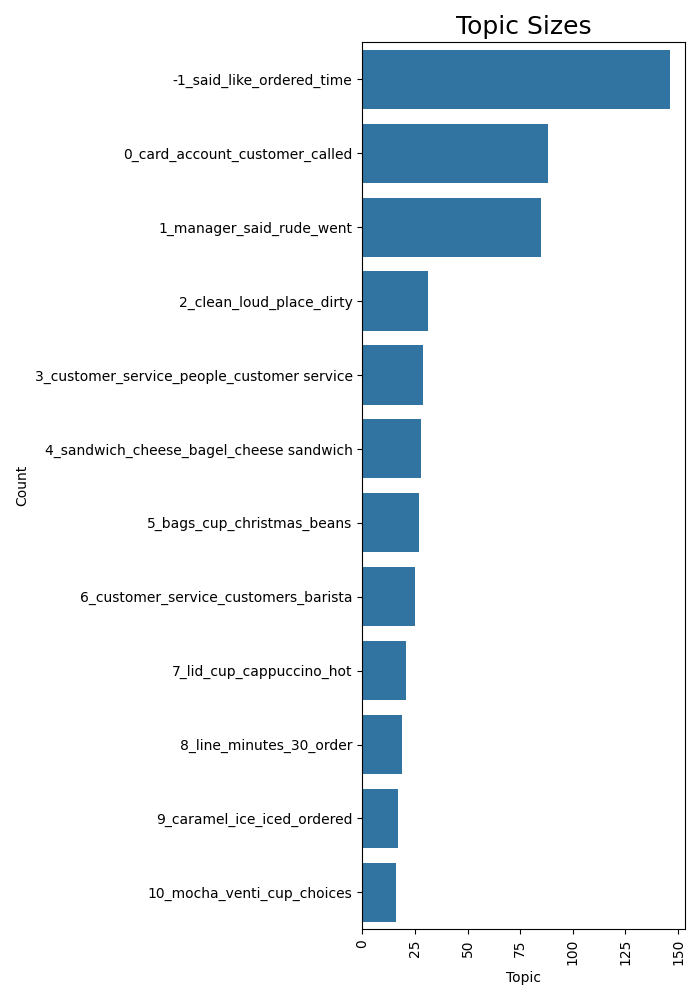 Topic Sizes
-1_said_like_ordered_time
0_card_account_customer_called
1_manager_said_rude_went
2_clean_loud_place_dirty
3_customer_service_people_customer service
4_sandwich_cheese_bagel_cheese sandwich
5_bags_cup_christmas_beans
6_customer_service_customers_barista
7_lid_cup_cappuccino_hot
8_line_minutes_30_order
9_caramel_ice_iced_ordered
10_mocha_venti_cup_choices
Count
0 25 50 75 100 125 150
Topic